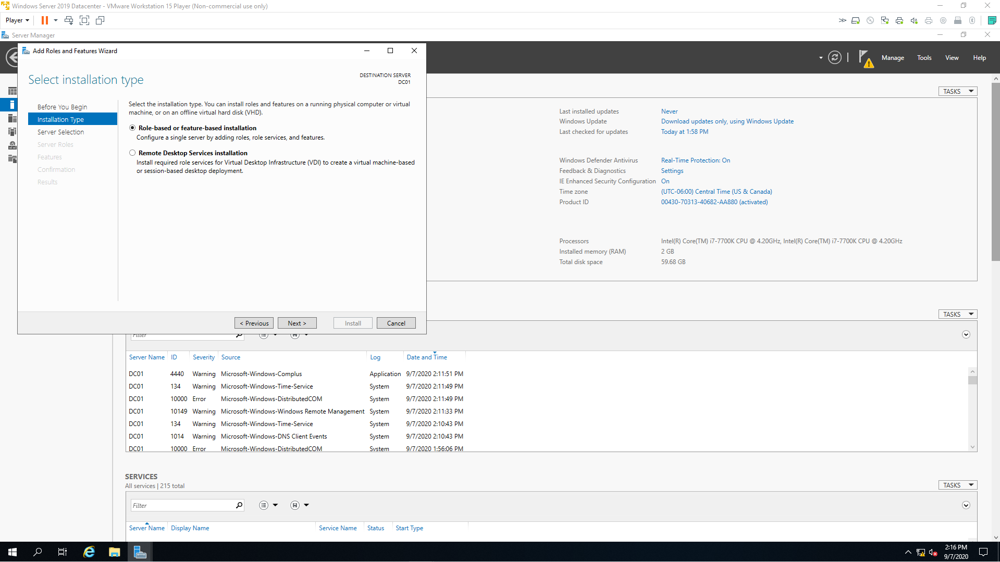 Windows Server 2019 Datacenter - VMware Workstation 15 Player (Non-commercial use only)
Player
Server Manager
Add Roles and Features Wizard
Manage Tools View Help
Select installation type
DESTINATION SERVER
DC01
Before You Begin
Installation Type
Server Selection
Server Roles
Features
Confirmation
Results
Select the installation type. You can install roles and features on a running physical computer or virtual
machine, or on an offline virtual hard disk (VHD).
Role-based or feature-based installation
Configure a single server by adding roles, role services, and features.
Remote Desktop Services installation
Install required role services for Virtual Desktop Infrastructure (VDI) to create a virtual machine-based
or session-based desktop deployment.
< Previous Next > Install Cancel
TASKS
Last installed updates Never
Windows Update Download updates only, using Windows Update
Last checked for updates Today at 1:58 PM
Windows Defender Antivirus Real-Time Protection: On
Feedback & Diagnostics Settings
IE Enhanced Security Configuration On
Time zone (UTC-06:00) Central Time (US & Canada)
Product ID 00430-70313-40682-AA880 (activated)
Processors Intel(R) Core(TM) i7-7700K CPU @ 4.20GHz, Intel(R) Core(TM) i7-7700K CPU @ 4.20GHz
Installed memory (RAM) 2 GB
Total disk space 59.68 GB
TASKS
Filter
Server Name ID Severity Source Log Date and Time
DC01 4440 Warning Microsoft-Windows-Complus Application 9/7/2020 2:11:51 PM
DC01 134 Warning Microsoft-Windows-Time-Service System 9/7/2020 2:11:49 PM
DC01 10000 Error Microsoft-Windows-DistributedCOM System 9/7/2020 2:11:49 PM
DC01 10149 Warning Microsoft-Windows-Windows Remote Management System 9/7/2020 2:11:33 PM
DC01 134 Warning Microsoft-Windows-Time-Service System 9/7/2020 2:10:43 PM
DC01 1014 Warning Microsoft-Windows-DNS Client Events System 9/7/2020 2:10:43 PM
DC01 10000 Error Microsoft-Windows-DistributedCOM System 9/7/2020 1:56:06 PM
SERVICES
All services | 215 total
TASKS
Filter
Server Name Display Name Service Name Status Start Type
2:16 PM
9/7/2020